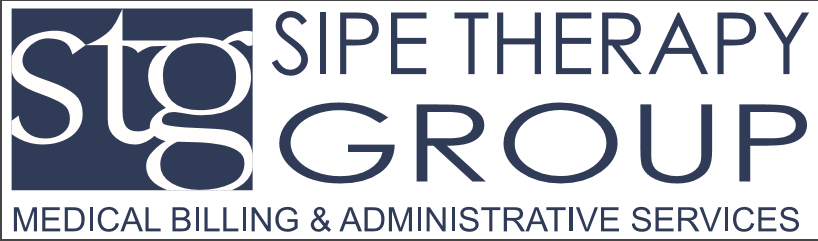 stg
SIPE THERAPY
GROUP
MEDICAL BILLING & ADMINISTRATIVE SERVICES